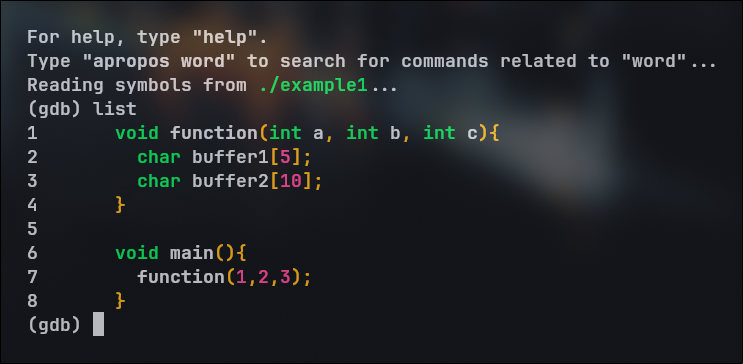 For help, type "help".
Type "apropos word" to search for commands related to "word"...
Reading symbols from ./example1...
(gdb) list
1       void function(int a, int b, int c){
2         char buffer1[5];
3         char buffer2[10];
4       }
5
6       void main(){
7         function(1,2,3);
8       }
(gdb)